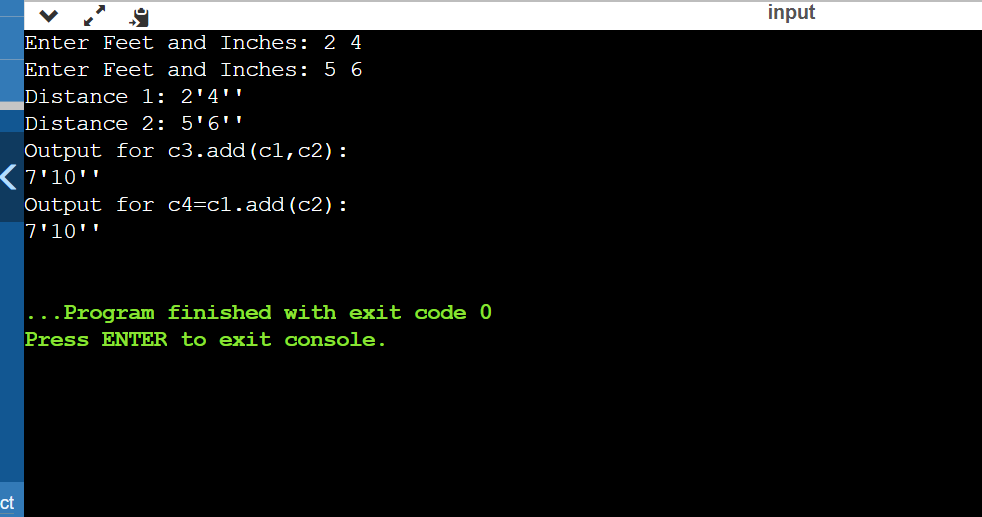 input
Enter Feet and Inches: 2 4
Enter Feet and Inches: 5 6
Distance 1: 2'4''
Distance 2: 5'6''
Output for c3.add(c1,c2):
7'10''
Output for c4=c1.add(c2):
7'10''
...Program finished with exit code 0
Press ENTER to exit console.
ct